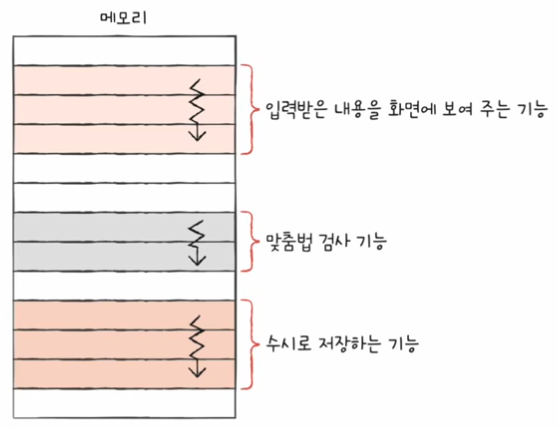 메모리
입력받은 내용을 화면에 보여 주는 기능
맞춤법 검사 기능
수시로 저장하는 기능